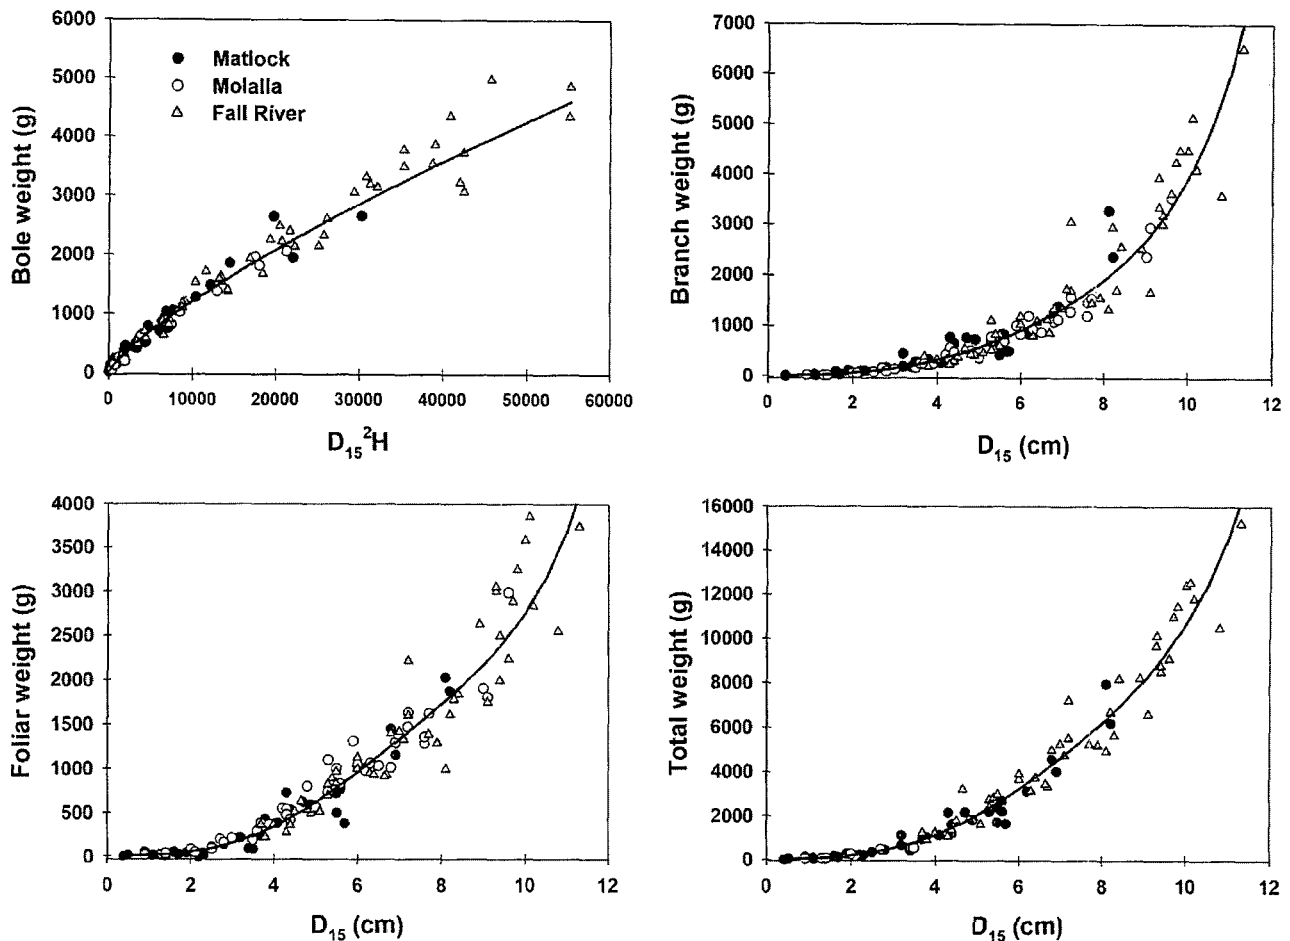 6000
5000
4000
3000
2000
1000
0
Bole weight (g)
Matlock
Molalla
Fall River
0 10000 20000 30000 40000 50000 60000
D₁₅²H
7000
6000
5000
4000
3000
2000
1000
0
Branch weight (g)
0 2 4 6 8 10 12
D₁₅ (cm)
4000
3500
3000
2500
2000
1500
1000
500
0
Foliar weight (g)
0 2 4 6 8 10 12
D₁₅ (cm)
16000
14000
12000
10000
8000
6000
4000
2000
0
Total weight (g)
0 2 4 6 8 10 12
D₁₅ (cm)